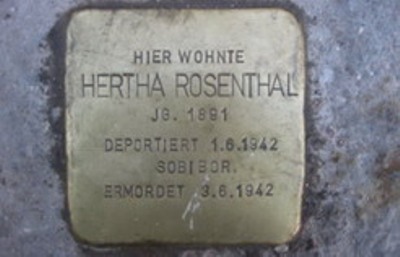 HIER WOHNTE
HERTHA ROSENTHAL
JG. 1891
DEPORTIERT 1.6.1942
SOBIBOR
ERMORDET 3.6.1942